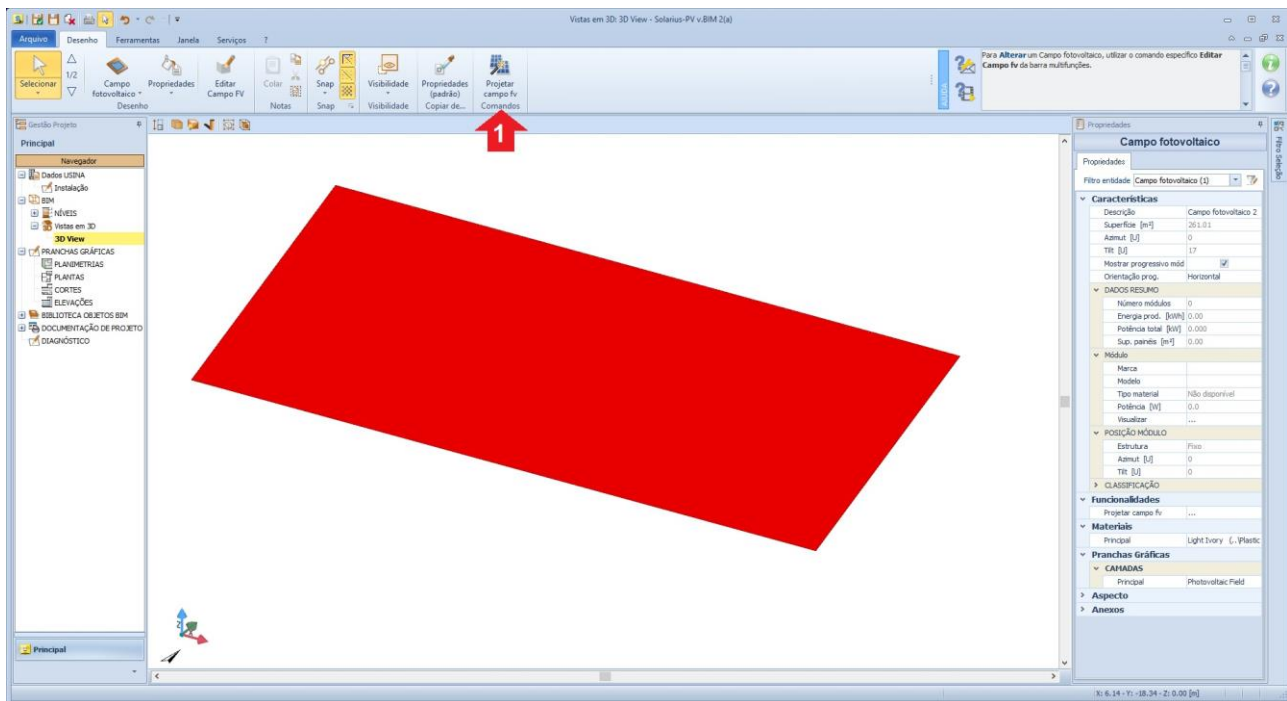 Vistas em 3D: 3D View - Solarius-PV v.BIM 2(a)
Arquivo Desenho Ferramentas Janela Serviços ?
Selecionar
1/2
Campo fotovoltaico
Propriedades
Editar Campo FV
Desenho
Colar
Notas
Snap
Snap
Visibilidade
Visibilidade
Propriedades (padrão)
Copiar de...
Projetar campo fv
Comandos
1
AJUDA
Para Alterar um Campo fotovoltaico, utilizar o comando específico Editar
Campo fv da barra multifunções.
Gestão Projeto
Principal
Navegador
Dados USINA
Instalação
BIM
NÍVEIS
Vistas em 3D
3D View
PRANCHAS GRÁFICAS
PLANIMETRIAS
PLANTAS
CORTES
ELEVAÇÕES
BIBLIOTECA OBJETOS BIM
DOCUMENTAÇÃO DE PROJETO
DIAGNÓSTICO
Principal
Z
Propriedades
Campo fotovoltaico
Propriedades
Filtro entidade Campo fotovoltaico (1)
Características
Descrição Campo fotovoltaico 2
Superfície [m²] 261.01
Azimut [U] 0
Tilt [U] 17
Mostrar progressivo mód
Orientação prog. Horizontal
DADOS RESUMO
Número módulos 0
Energia prod. [kWh] 0.00
Potência total [kW] 0.000
Sup. painéis [m²] 0.00
Módulo
Marca
Modelo
Tipo material Não disponível
Potência [W] 0.0
Visualizar ...
POSIÇÃO MÓDULO
Estrutura Fixo
Azimut [U] 0
Tilt [U] 0
CLASSIFICAÇÃO
Funcionalidades
Projetar campo fv ...
Materiais
Principal Light Ivory (..\Plastic
Pranchas Gráficas
CAMADAS
Principal Photovoltaic Field
Aspecto
Anexos
Filtro Seleção
X: 6.14 - Y: -18.34 - Z: 0.00 [m]